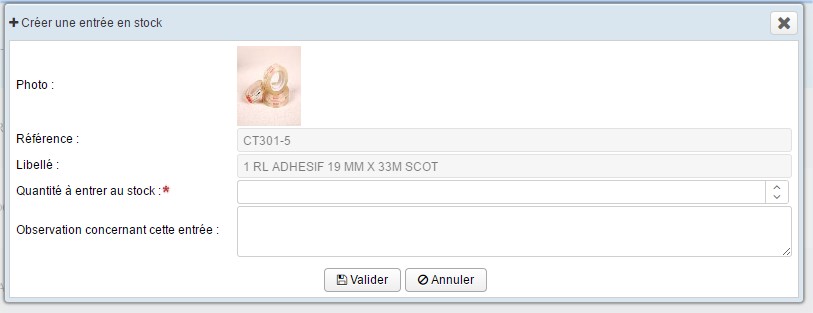 Créer une entrée en stock
Photo :
Référence :
CT301-5
Libellé :
1 RL ADHESIF 19 MM X 33M SCOT
Quantité à entrer au stock : *
Observation concernant cette entrée :
Valider Annuler